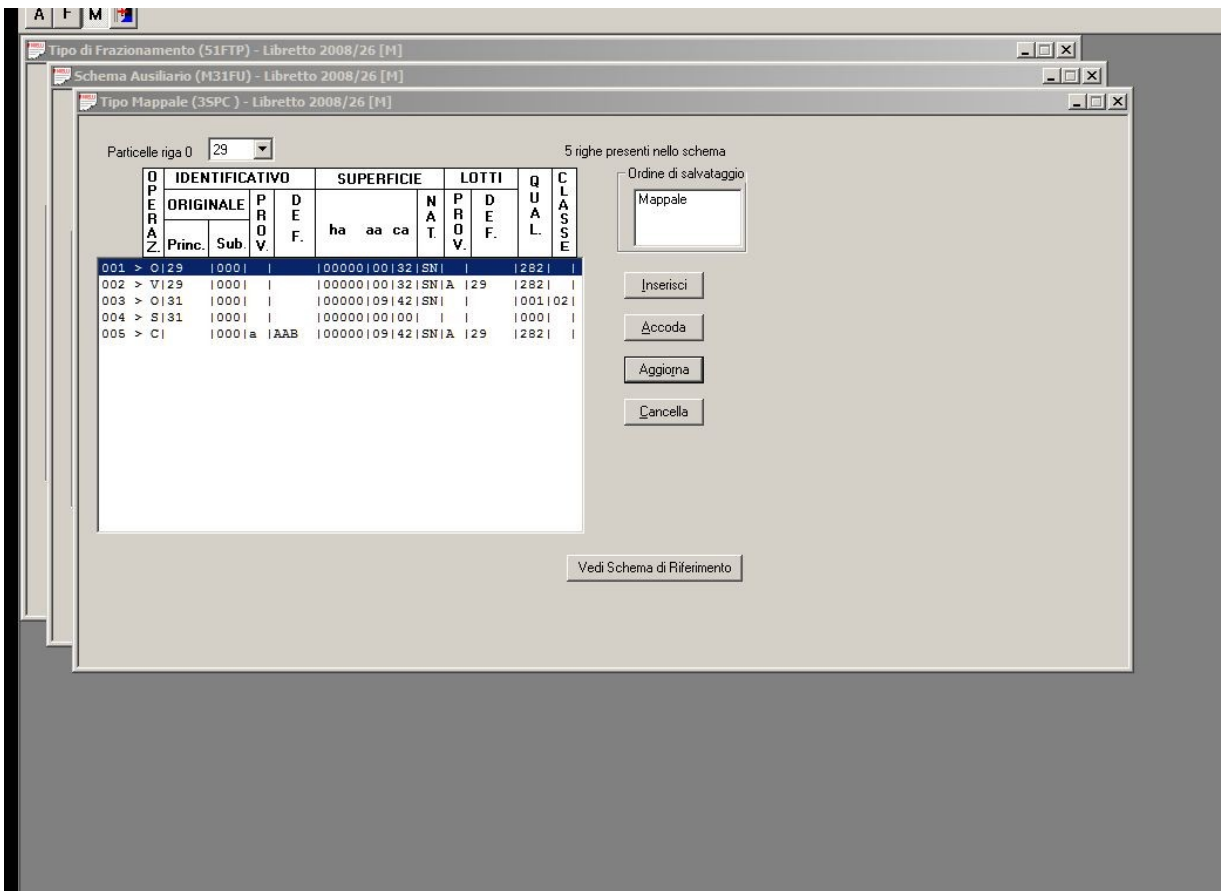 A F M
Tipo di Frazionamento (51FTP) - Libretto 2008/26 [M]
Schema Ausiliario (M31FU) - Libretto 2008/26 [M]
Tipo Mappale (3SPC ) - Libretto 2008/26 [M]
Particelle riga 0 29
5 righe presenti nello schema
OPERAZ. IDENTIFICATIVO SUPERFICIE LOTTI QUAL. CLASSE
ORIGINALE PROV. DEF. ha aa ca NAT. PROV. DEF.
Princ. Sub.
001 > O|29 |000| | |00000|00|32|SN| | |282| |
002 > V|29 |000| | |00000|00|32|SN|A |29 |282| |
003 > O|31 |000| | |00000|09|42|SN| | |001|02|
004 > S|31 |000| | |00000|00|00| | | |000| |
005 > C| |000|a |AAB |00000|09|42|SN|A |29 |282| |
Ordine di salvataggio
Mappale
Inserisci
Accoda
Aggiorna
Cancella
Vedi Schema di Riferimento